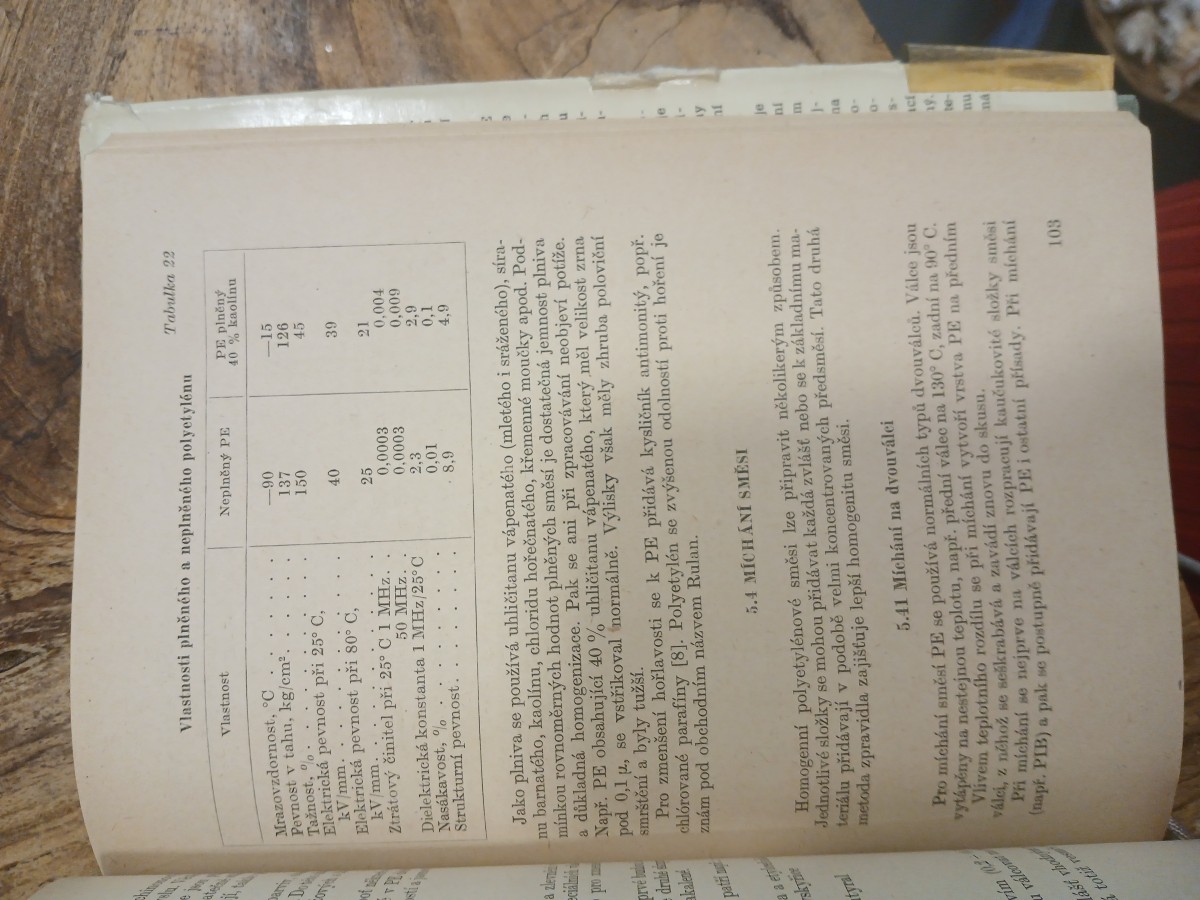 Vlastnosti plněného a neplněného polyetylénu
Tabulka 22
Vlastnost Neplněný PE PE plněný
40 % kaolínu
Mrazovzdornost, °C . . . . . . . —90 —15
Pevnost v tahu, kg/cm². . . . . . 137 126
Tažnost, %. . . . . . . . . . . 150 45
Elektrická pevnost při 25° C,
kV/mm. . . . . . . . . . . 40 39
Elektrická pevnost při 80° C,
kV/mm. . . . . . . . . . . 25 21
Ztrátový činitel při 25° C 1 MHz. . 0,0003 0,004
50 MHz. . 0,0003 0,009
Dielektrická konstanta 1 MHz/25° C 2,3 2,9
Nasákavost, % . . . . . . . . . 0,01 0,1
Strukturní pevnost. . . . . . . . 8,9 4,9
Jako plniva se používá uhličitanu vápenatého (mletého i sráženého), síra-
nu barnatého, kaolínu, chloridu hořečnatého, křemenné moučky apod. Pod-
mínkou rovnoměrných hodnot plněných směsí je dostatečná jemnost plniva
a důkladná homogenizace. Pak se ani při zpracovávání neobjeví potíže.
Např. PE obsahující 40 % uhličitanu vápenatého, který měl velikost zrna
pod 0,1 μ, se vstřikoval normálně. Výlisky však měly zhruba poloviční
smrštění a byly tužší.
Pro zmenšení hořlavosti se k PE přidává kysličník antimonitý, popř.
chlórované parafíny [8]. Polyetylén se zvýšenou odolností proti hoření je
znám pod obchodním názvem Rulan.
5.4 MÍCHÁNÍ SMĚSI
Homogenní polyetylénové směsi lze připravit několikerým způsobem.
Jednotlivé složky se mohou přidávat každá zvlášť nebo se k základnímu ma-
teriálu přidávají v podobě velmi koncentrovaných předsměsí. Tato druhá
metoda zpravidla zajišťuje lepší homogenitu směsi.
5.41 Míchání na dvouválci
Pro míchání směsí PE se používá normálních typů dvouválců. Válce jsou
vytápěny na nestejnou teplotu, např. přední válec na 130° C, zadní na 90° C.
Vlivem teplotního rozdílu se při míchání vytvoří vrstva PE na předním
válci, z něhož se seškrabává a zavádí znovu do skusu.
Při míchání se nejprve na válcích rozpracují kaučukovité složky směsi
(např. PIB) a pak se postupně přidávají PE i ostatní přísady. Při míchání
103